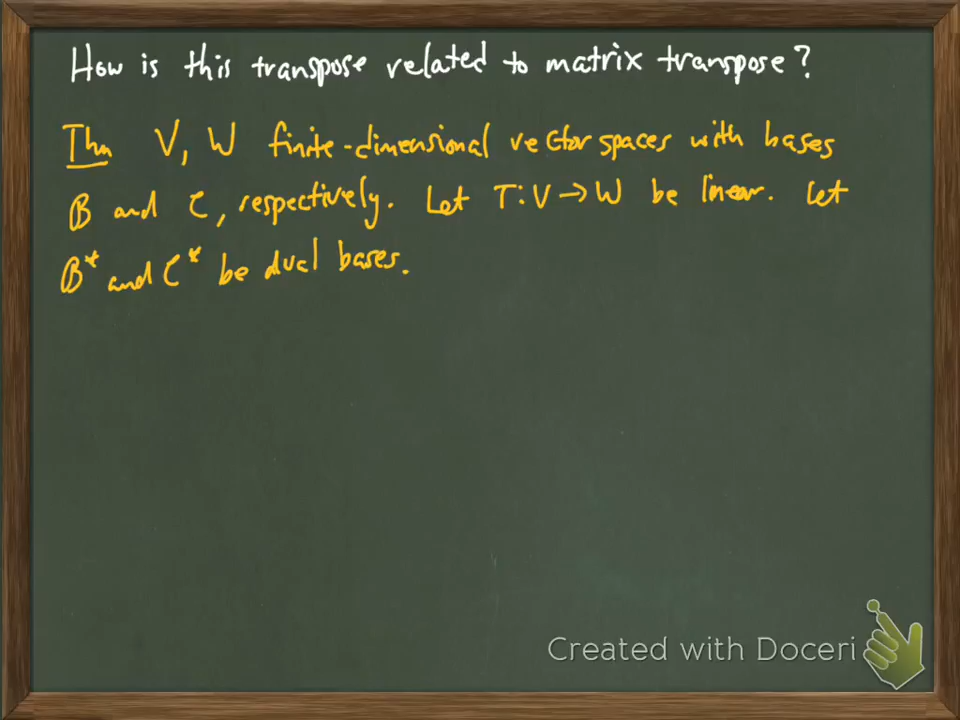 How is this transpose related to matrix transpose?
Thm V, W finite-dimensional vector spaces with bases
B and C, respectively. Let T: V → W be linear. Let
B* and C* be dual bases.
Created with Doceri